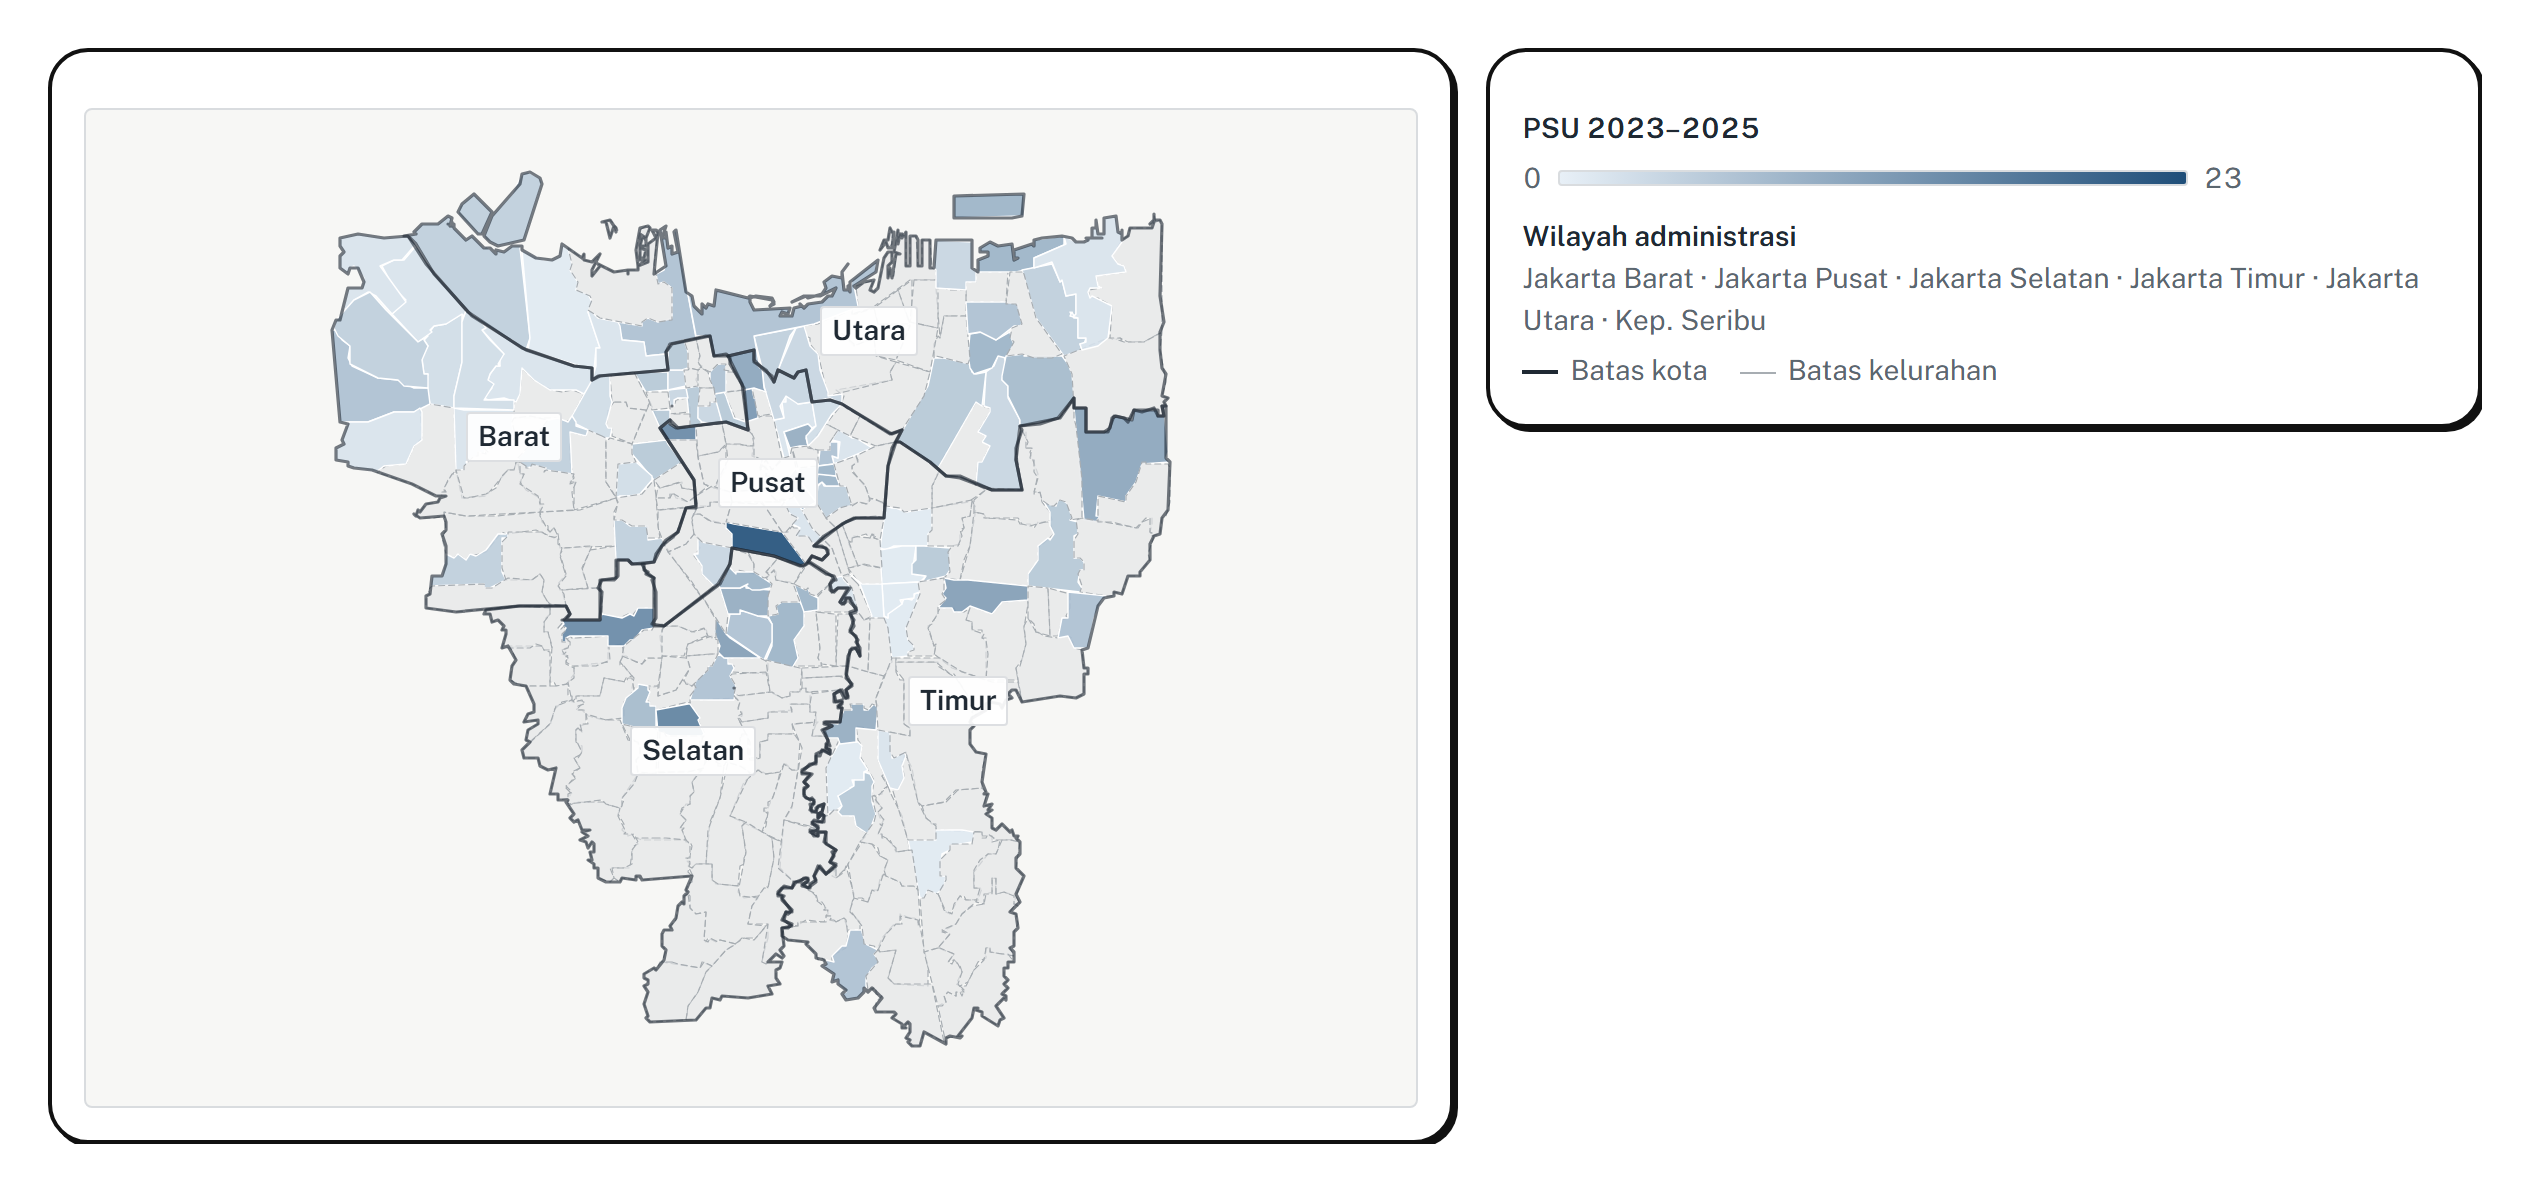 Utara
Barat
Pusat
Timur
Selatan
PSU 2023–2025
0 23
Wilayah administrasi
Jakarta Barat · Jakarta Pusat · Jakarta Selatan · Jakarta Timur · Jakarta
Utara · Kep. Seribu
Batas kota Batas kelurahan